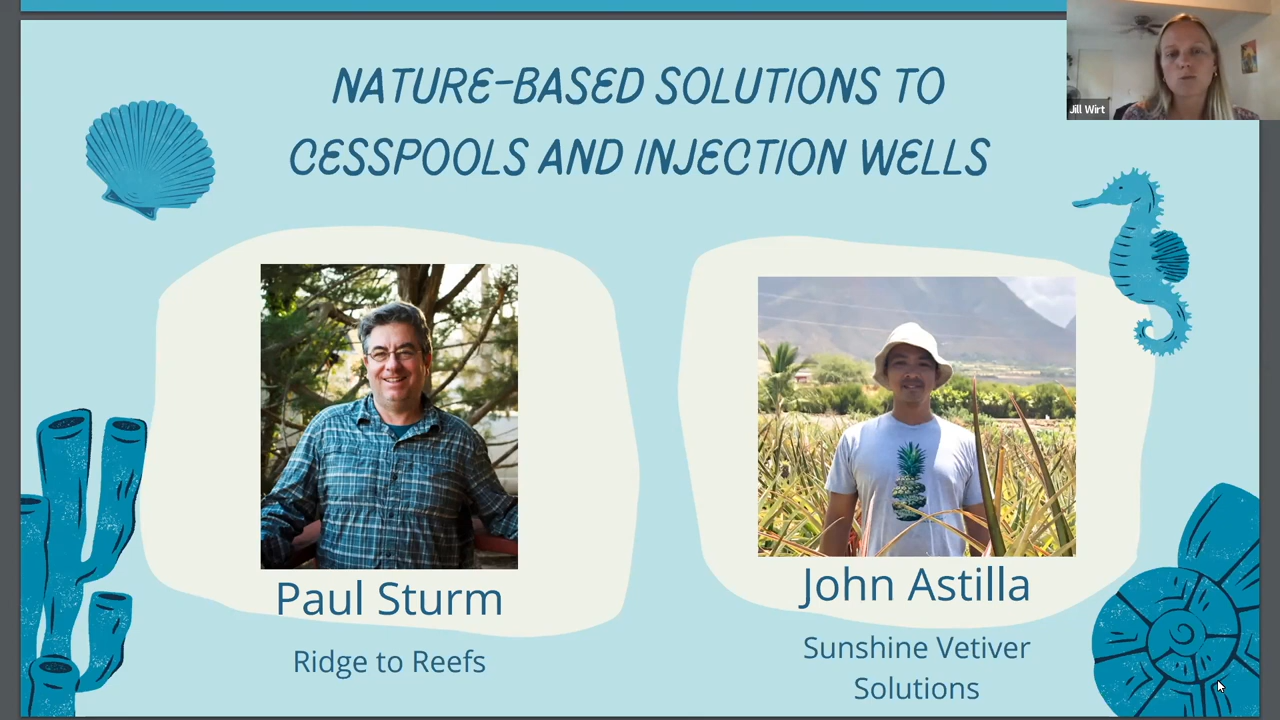 NATURE-BASED SOLUTIONS TO
CESSPOOLS AND INJECTION WELLS
Jill Wirt
Paul Sturm
Ridge to Reefs
John Astilla
Sunshine Vetiver
Solutions